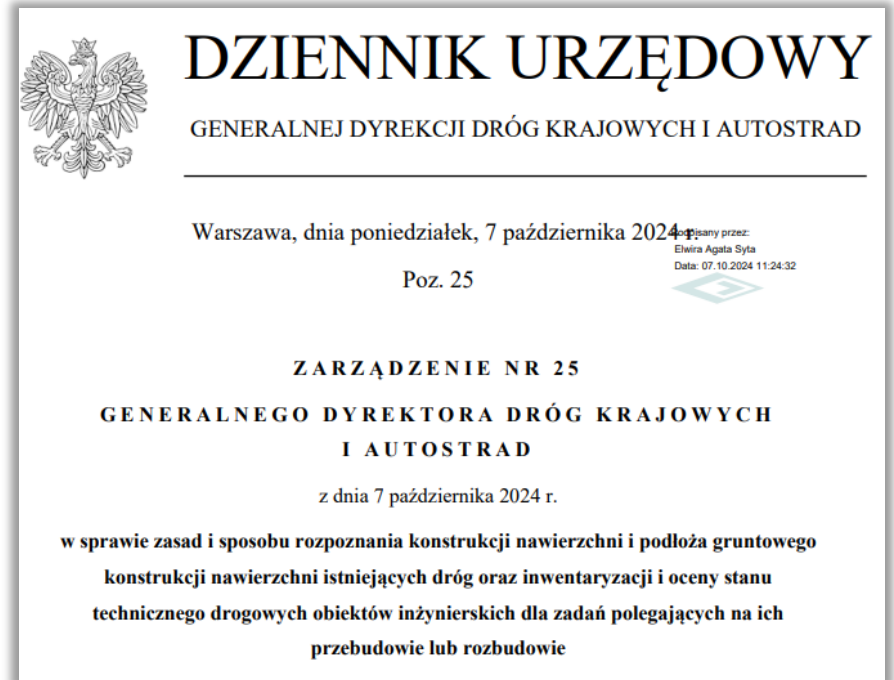 DZIENNIK URZĘDOWY
GENERALNEJ DYREKCJI DRÓG KRAJOWYCH I AUTOSTRAD
Warszawa, dnia poniedziałek, 7 października 2024 r.
Podpisany przez:
Elwira Agata Syta
Data: 07.10.2024 11:24:32
Poz. 25
ZARZĄDZENIE NR 25
GENERALNEGO DYREKTORA DRÓG KRAJOWYCH
I AUTOSTRAD
z dnia 7 października 2024 r.
w sprawie zasad i sposobu rozpoznania konstrukcji nawierzchni i podłoża gruntowego
konstrukcji nawierzchni istniejących dróg oraz inwentaryzacji i oceny stanu
technicznego drogowych obiektów inżynierskich dla zadań polegających na ich
przebudowie lub rozbudowie